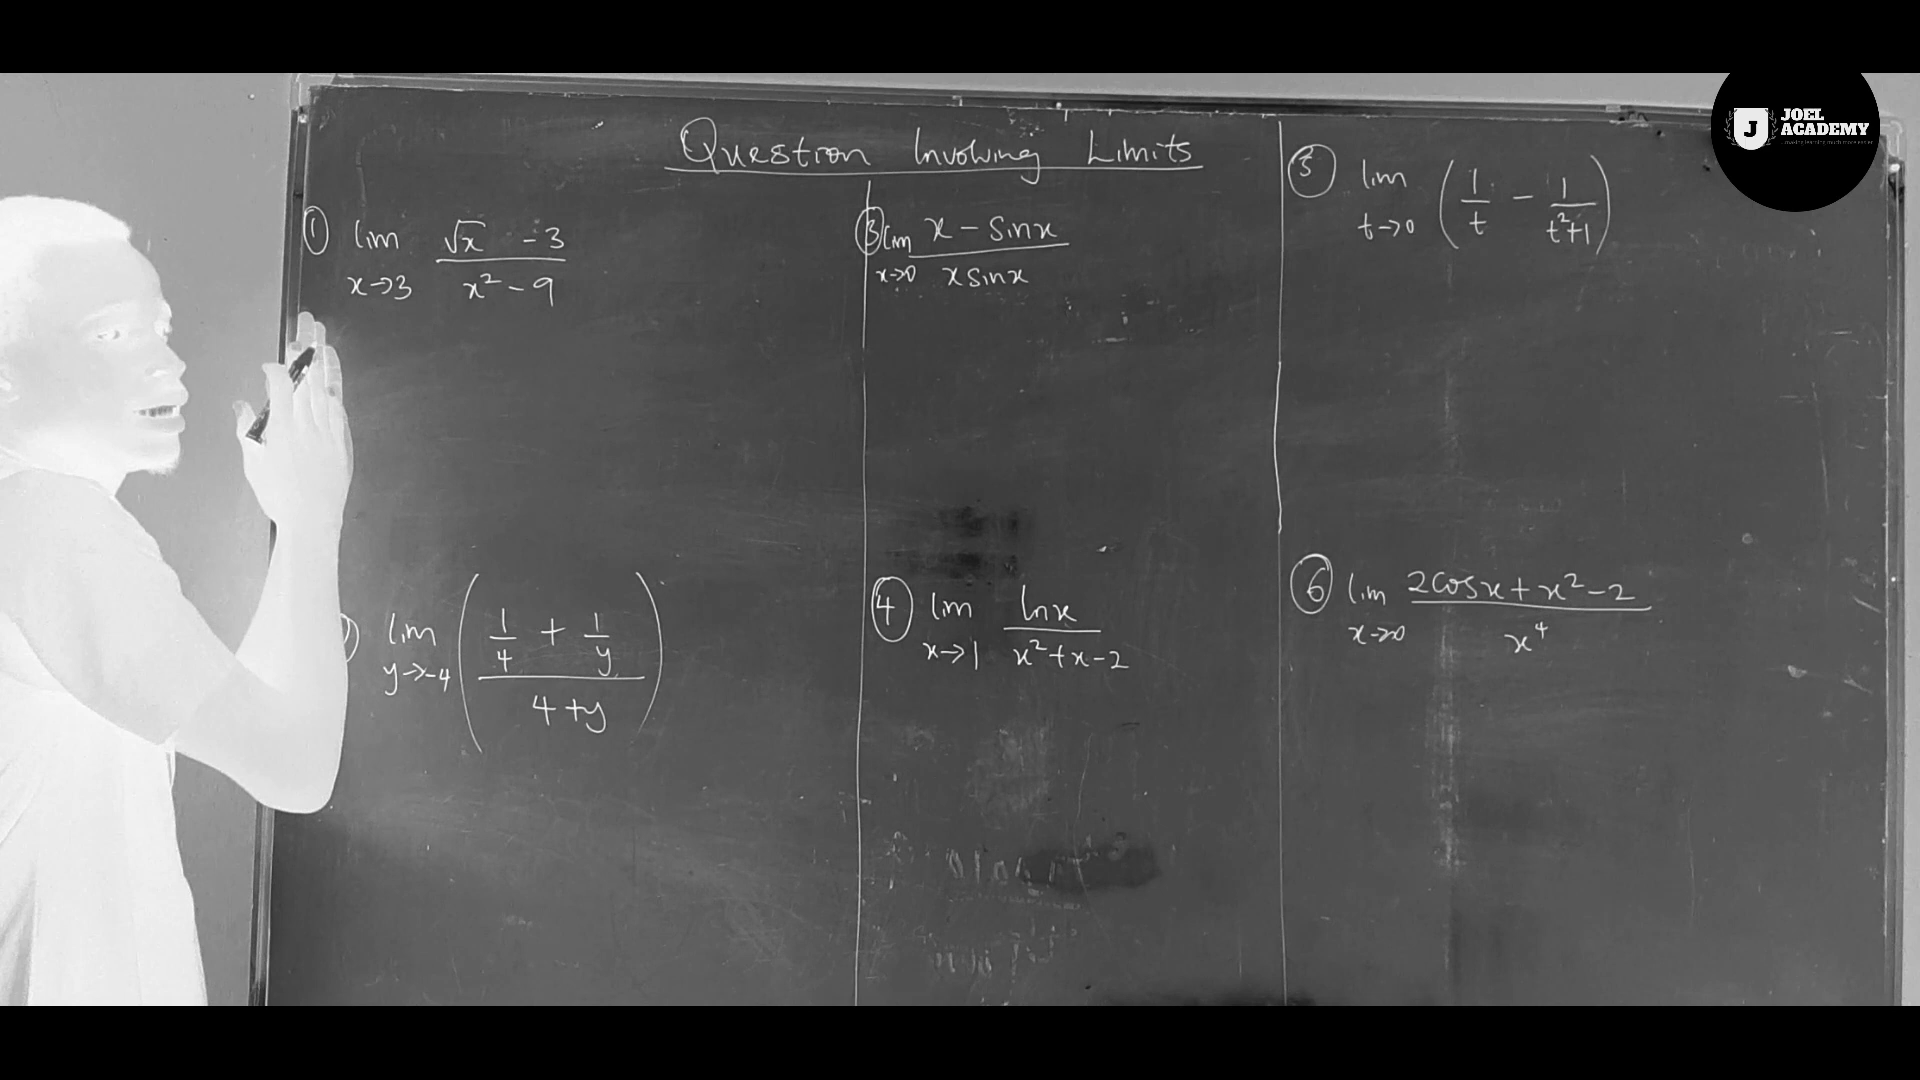 Question Involving Limits
① lim x→3 (√x - 3)/(x² - 9)
lim y→-4 ((1/4 + 1/y)/(4+y))
③ lim x→0 (x - sinx)/(x sinx)
④ lim x→1 lnx/(x²+x-2)
⑤ lim t→0 (1/t - 1/(t²+1))
⑥ lim x→0 (2cosx + x² - 2)/x⁴
J JOEL
ACADEMY